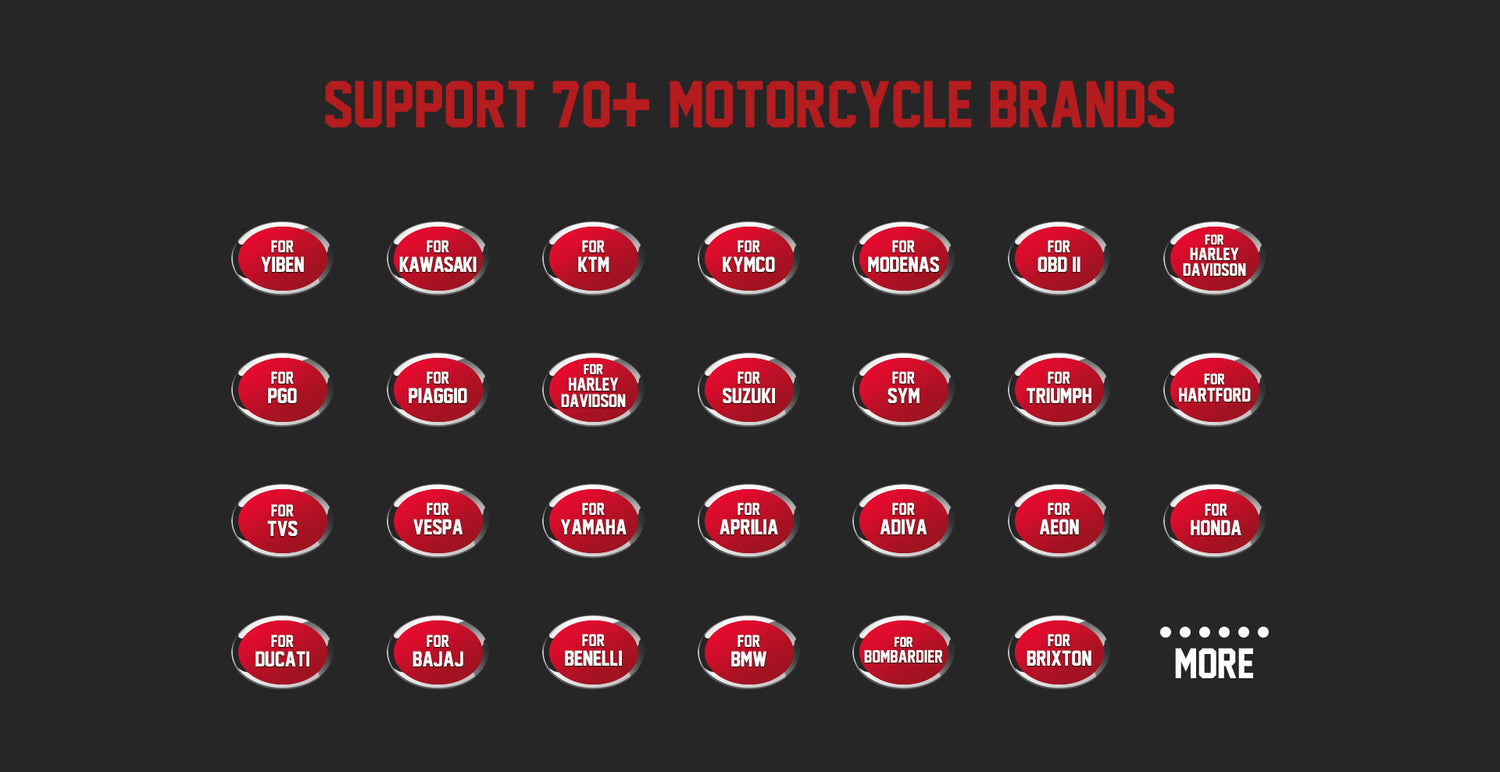 SUPPORT 70+ MOTORCYCLE BRANDS
FOR
YIBEN
FOR
KAWASAKI
FOR
KTM
FOR
KYMCO
FOR
MODENAS
FOR
OBD II
FOR
HARLEY
DAVIDSON
FOR
PGO
FOR
PIAGGIO
FOR
HARLEY
DAVIDSON
FOR
SUZUKI
FOR
SYM
FOR
TRIUMPH
FOR
HARTFORD
FOR
TVS
FOR
VESPA
FOR
YAMAHA
FOR
APRILIA
FOR
ADIVA
FOR
AEON
FOR
HONDA
FOR
DUCATI
FOR
BAJAJ
FOR
BENELLI
FOR
BMW
FOR
BOMBARDIER
FOR
BRIXTON
MORE